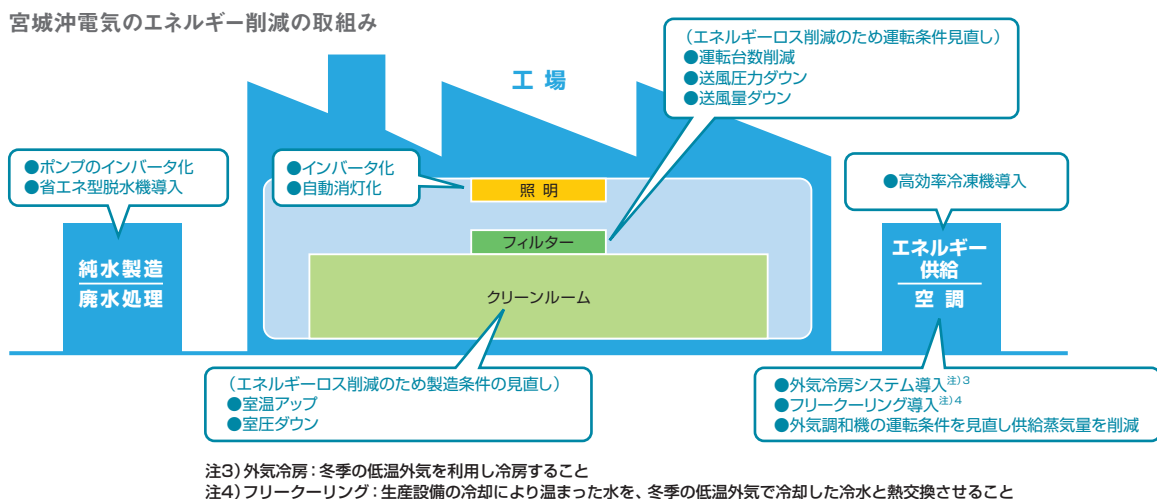 宮城沖電気のエネルギー削減の取組み
(エネルギーロス削減のため運転条件見直し)
●運転台数削減
●送風圧力ダウン
●送風量ダウン
工場
●ポンプのインバータ化
●省エネ型脱水機導入
●インバータ化
●自動消灯化
●高効率冷凍機導入
照明
フィルター
クリーンルーム
純水製造
廃水処理
エネルギー
供給
空調
(エネルギーロス削減のため製造条件の見直し)
●室温アップ
●室圧ダウン
●外気冷房システム導入注)3
●フリークーリング導入注)4
●外気調和機の運転条件を見直し供給蒸気量を削減
注3)外気冷房:冬季の低温外気を利用し冷房すること
注4)フリークーリング:生産設備の冷却により温まった水を、冬季の低温外気で冷却した冷水と熱交換させること